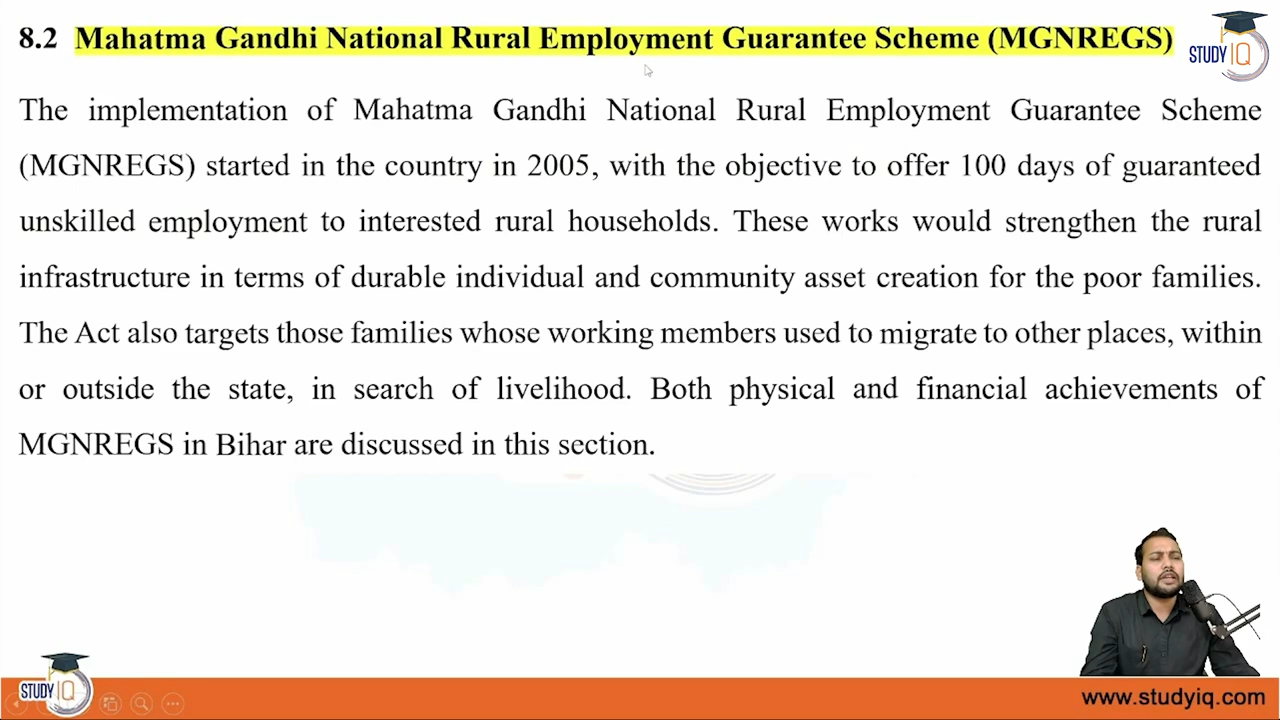 8.2 Mahatma Gandhi National Rural Employment Guarantee Scheme (MGNREGS)
STUDY IQ
The implementation of Mahatma Gandhi National Rural Employment Guarantee Scheme
(MGNREGS) started in the country in 2005, with the objective to offer 100 days of guaranteed
unskilled employment to interested rural households. These works would strengthen the rural
infrastructure in terms of durable individual and community asset creation for the poor families.
The Act also targets those families whose working members used to migrate to other places, within
or outside the state, in search of livelihood. Both physical and financial achievements of
MGNREGS in Bihar are discussed in this section.
STUDY IQ
www.studyiq.com